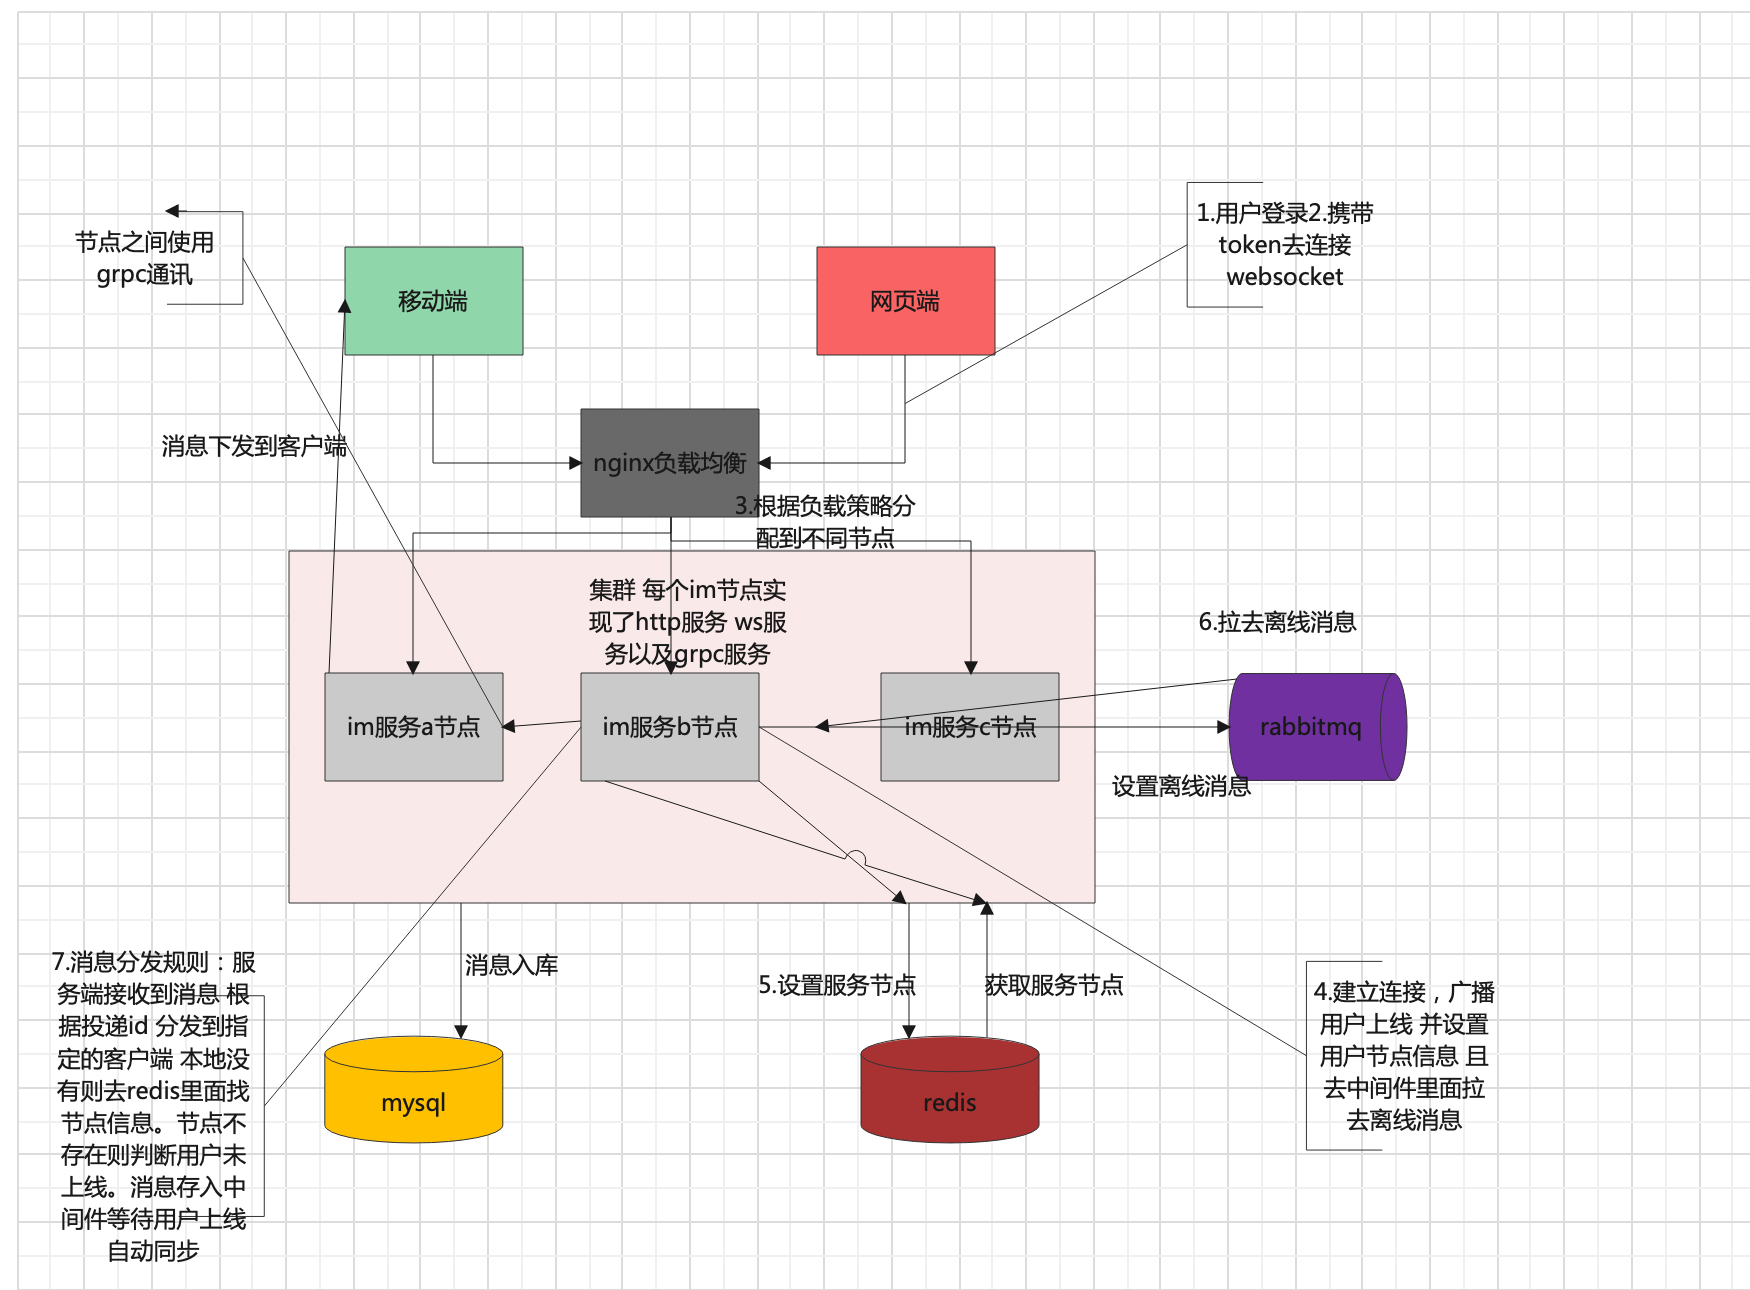 1.用户登录2.携带
token去连接
websocket
节点之间使用
grpc通讯
移动端
网页端
消息下发到客户端
nginx负载均衡
3.根据负载策略分
配到不同节点
集群 每个im节点实
现了http服务 ws服
务以及grpc服务
6.拉去离线消息
im服务a节点
im服务b节点
im服务c节点
rabbitmq
设置离线消息
7.消息分发规则：服
务端接收到消息 根
据投递id 分发到指
定的客户端 本地没
有则去redis里面找
节点信息。节点不
存在则判断用户未
上线。消息存入中
间件等待用户上线
自动同步
消息入库
5.设置服务节点
获取服务节点
4.建立连接，广播
用户上线 并设置
用户节点信息 且
去中间件里面拉
去离线消息
mysql
redis